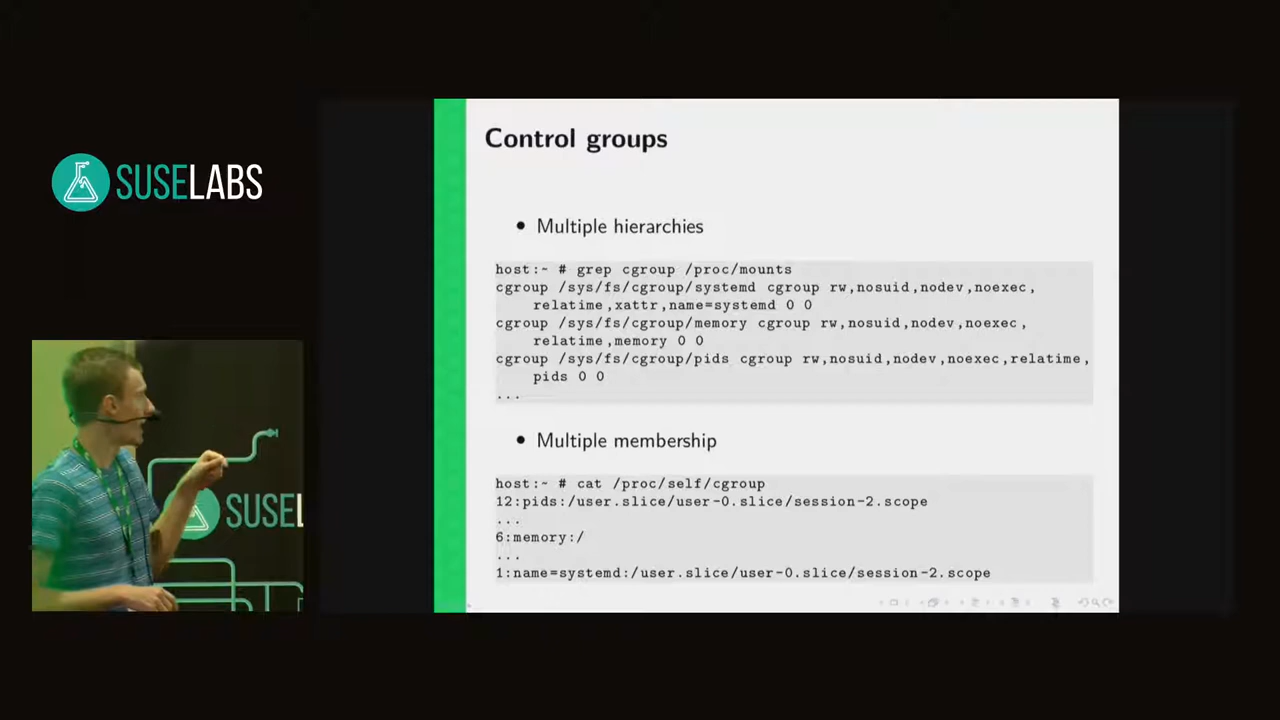 SUSELABS
Control groups
• Multiple hierarchies
host:~ # grep cgroup /proc/mounts
cgroup /sys/fs/cgroup/systemd cgroup rw,nosuid,nodev,noexec,
relatime,xattr,name=systemd 0 0
cgroup /sys/fs/cgroup/memory cgroup rw,nosuid,nodev,noexec,
relatime,memory 0 0
cgroup /sys/fs/cgroup/pids cgroup rw,nosuid,nodev,noexec,relatime,
pids 0 0
...
• Multiple membership
host:~ # cat /proc/self/cgroup
12:pids:/user.slice/user-0.slice/session-2.scope
...
6:memory:/
...
1:name=systemd:/user.slice/user-0.slice/session-2.scope
SUSEL